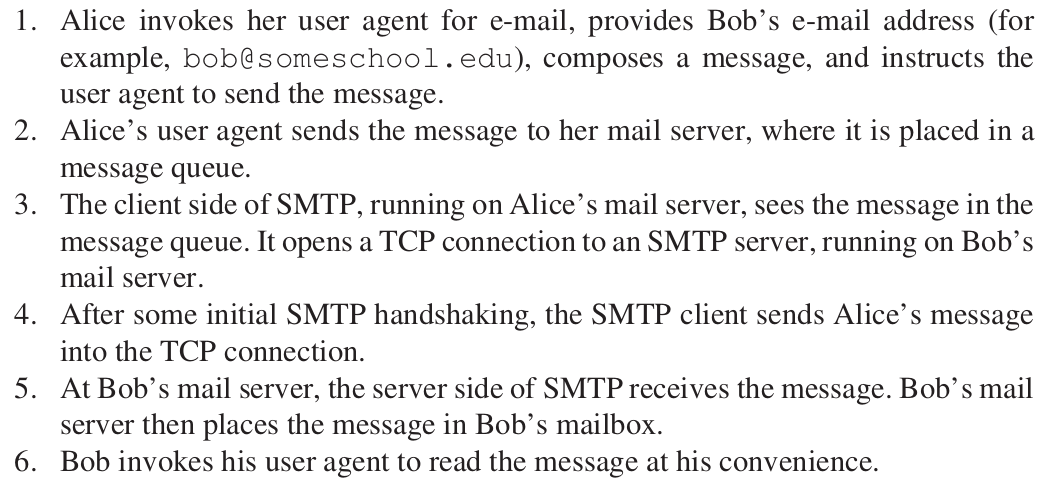 1. Alice invokes her user agent for e-mail, provides Bob’s e-mail address (for
example, bob@someschool.edu), composes a message, and instructs the
user agent to send the message.
2. Alice’s user agent sends the message to her mail server, where it is placed in a
message queue.
3. The client side of SMTP, running on Alice’s mail server, sees the message in the
message queue. It opens a TCP connection to an SMTP server, running on Bob’s
mail server.
4. After some initial SMTP handshaking, the SMTP client sends Alice’s message
into the TCP connection.
5. At Bob’s mail server, the server side of SMTP receives the message. Bob’s mail
server then places the message in Bob’s mailbox.
6. Bob invokes his user agent to read the message at his convenience.